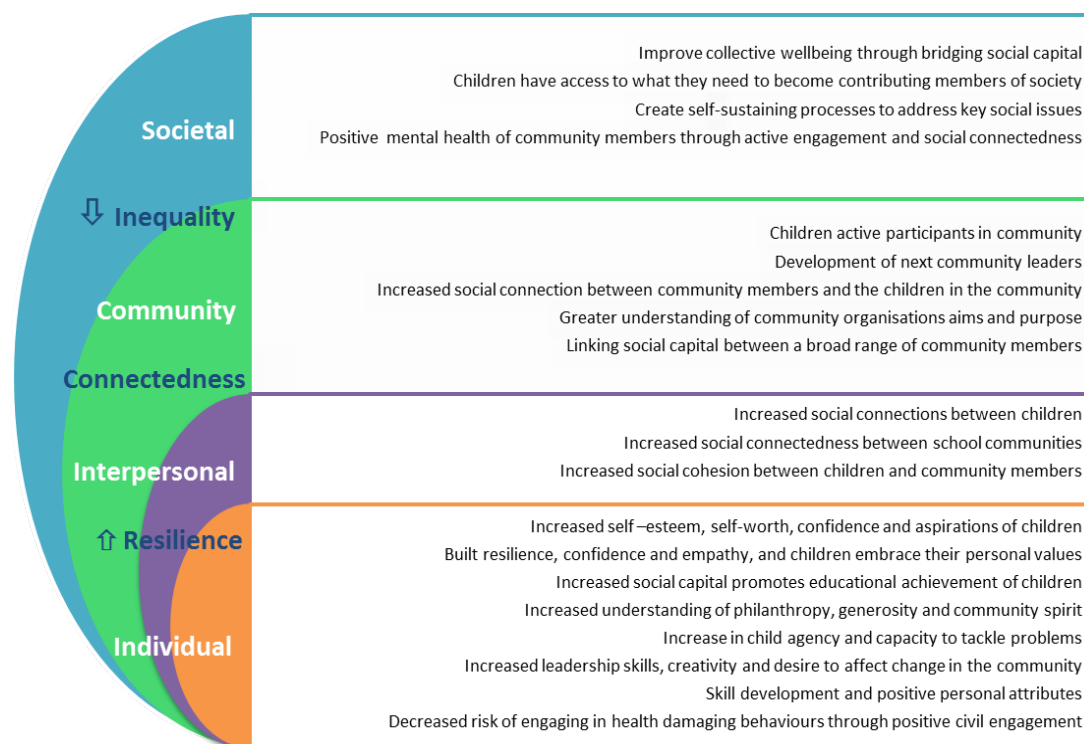 Improve collective wellbeing through bridging social capital
Children have access to what they need to become contributing members of society
Societal
Create self-sustaining processes to address key social issues
Positive mental health of community members through active engagement and social connectedness
⇩ Inequality
Children active participants in community
Development of next community leaders
Community
Increased social connection between community members and the children in the community
Greater understanding of community organisations aims and purpose
Linking social capital between a broad range of community members
Connectedness
Increased social connections between children
Increased social connectedness between school communities
Interpersonal
Increased social cohesion between children and community members
⇧ Resilience
Increased self –esteem, self-worth, confidence and aspirations of children
Built resilience, confidence and empathy, and children embrace their personal values
Increased social capital promotes educational achievement of children
Increased understanding of philanthropy, generosity and community spirit
Individual
Increase in child agency and capacity to tackle problems
Increased leadership skills, creativity and desire to affect change in the community
Skill development and positive personal attributes
Decreased risk of engaging in health damaging behaviours through positive civil engagement